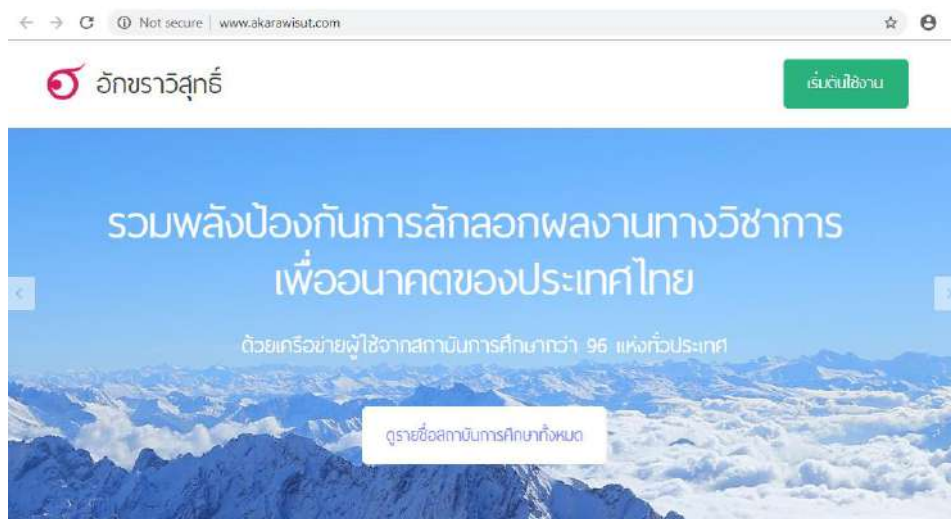 Not secure | www.akarawisut.com
อักขราวิสุทธิ์
เริ่มต้นใช้งาน
รวมพลังป้องกันการลักลอกผลงานทางวิชาการ
เพื่ออนาคตของประเทศไทย
ด้วยเครือข่ายผู้ใช้จากสถาบันการศึกษากว่า 96 แห่งทั่วประเทศ
ดูรายชื่อสถาบันการศึกษาทั้งหมด